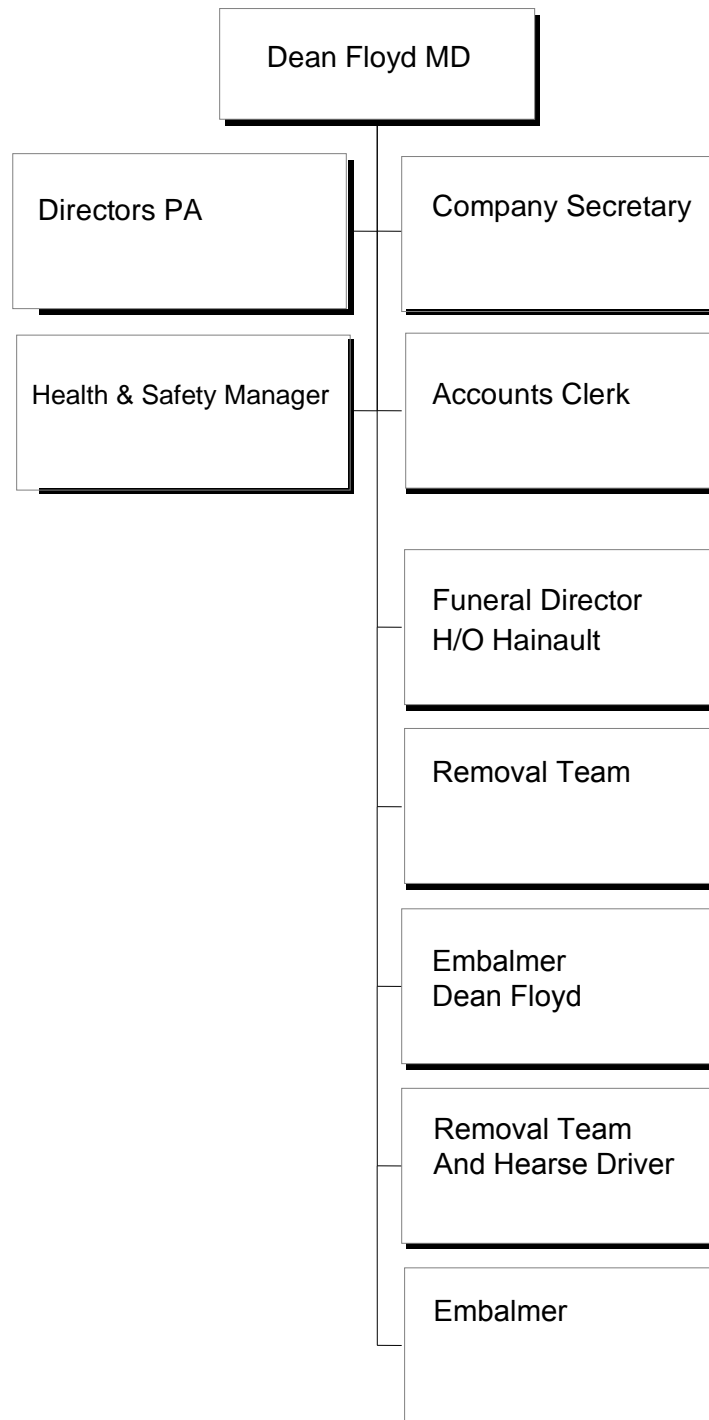 Dean Floyd MD
Directors PA
Company Secretary
Health & Safety Manager
Accounts Clerk
Funeral Director
H/O Hainault
Removal Team
Embalmer
Dean Floyd
Removal Team
And Hearse Driver
Embalmer